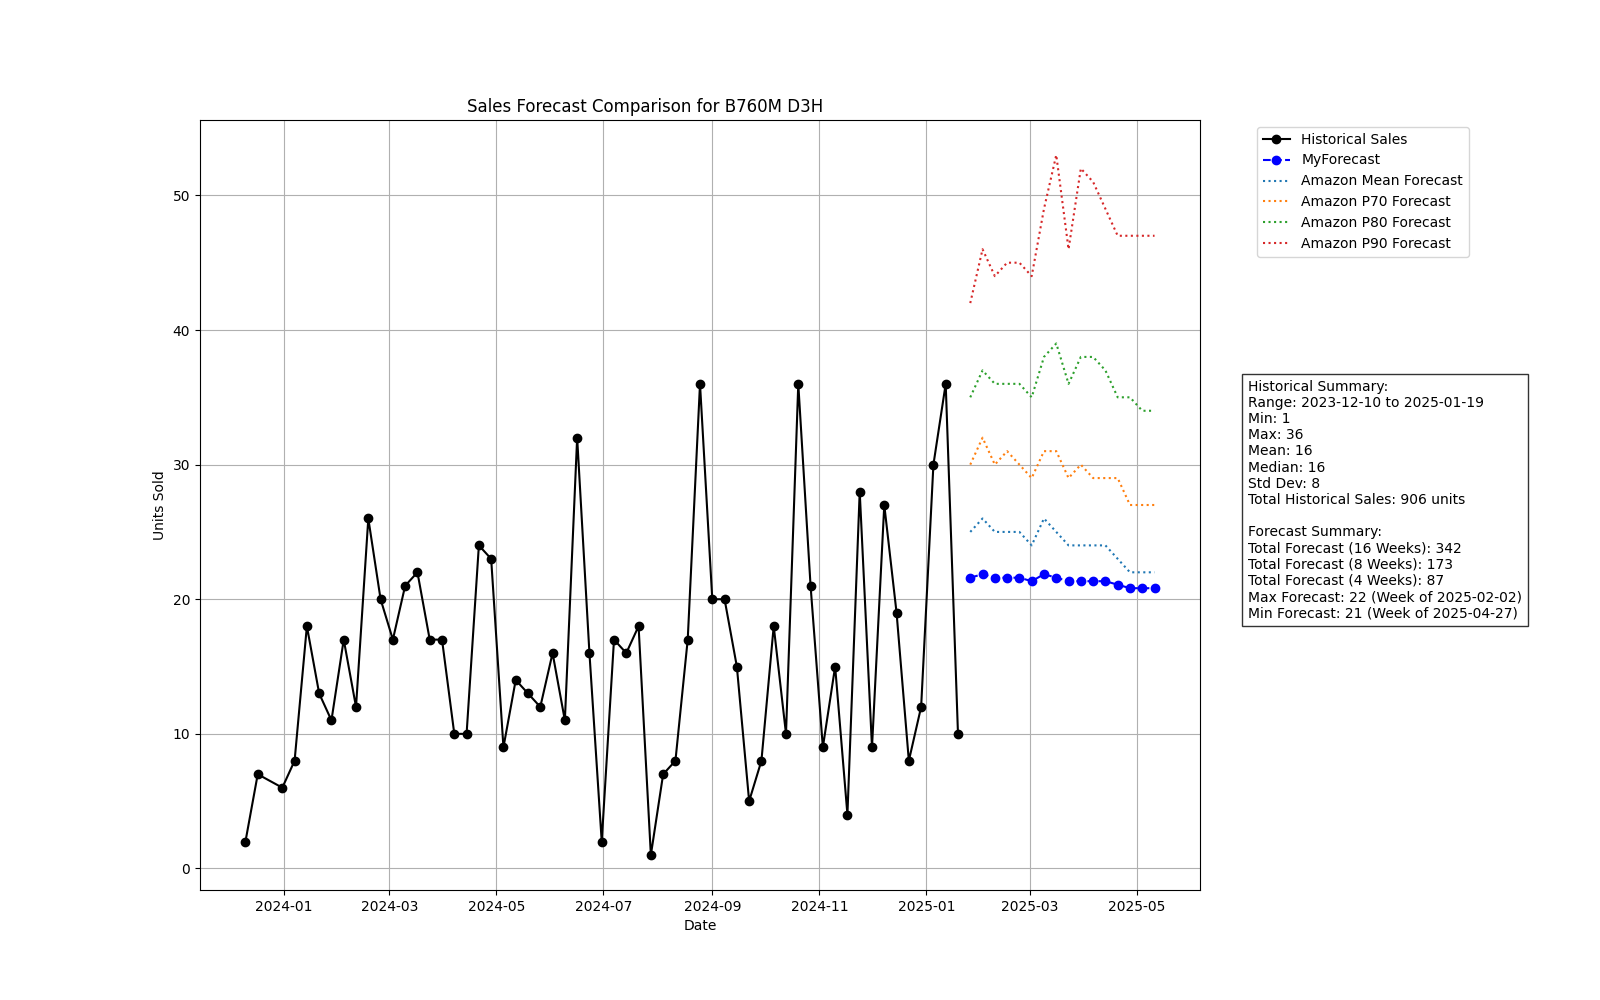 Sales Forecast Comparison for B760M D3H
Units Sold
50
40
30
20
10
0
2024-01
2024-03
2024-05
2024-07
2024-09
2024-11
2025-01
2025-03
2025-05
Date
Historical Sales
MyForecast
Amazon Mean Forecast
Amazon P70 Forecast
Amazon P80 Forecast
Amazon P90 Forecast
Historical Summary:
Range: 2023-12-10 to 2025-01-19
Min: 1
Max: 36
Mean: 16
Median: 16
Std Dev: 8
Total Historical Sales: 906 units
Forecast Summary:
Total Forecast (16 Weeks): 342
Total Forecast (8 Weeks): 173
Total Forecast (4 Weeks): 87
Max Forecast: 22 (Week of 2025-02-02)
Min Forecast: 21 (Week of 2025-04-27)